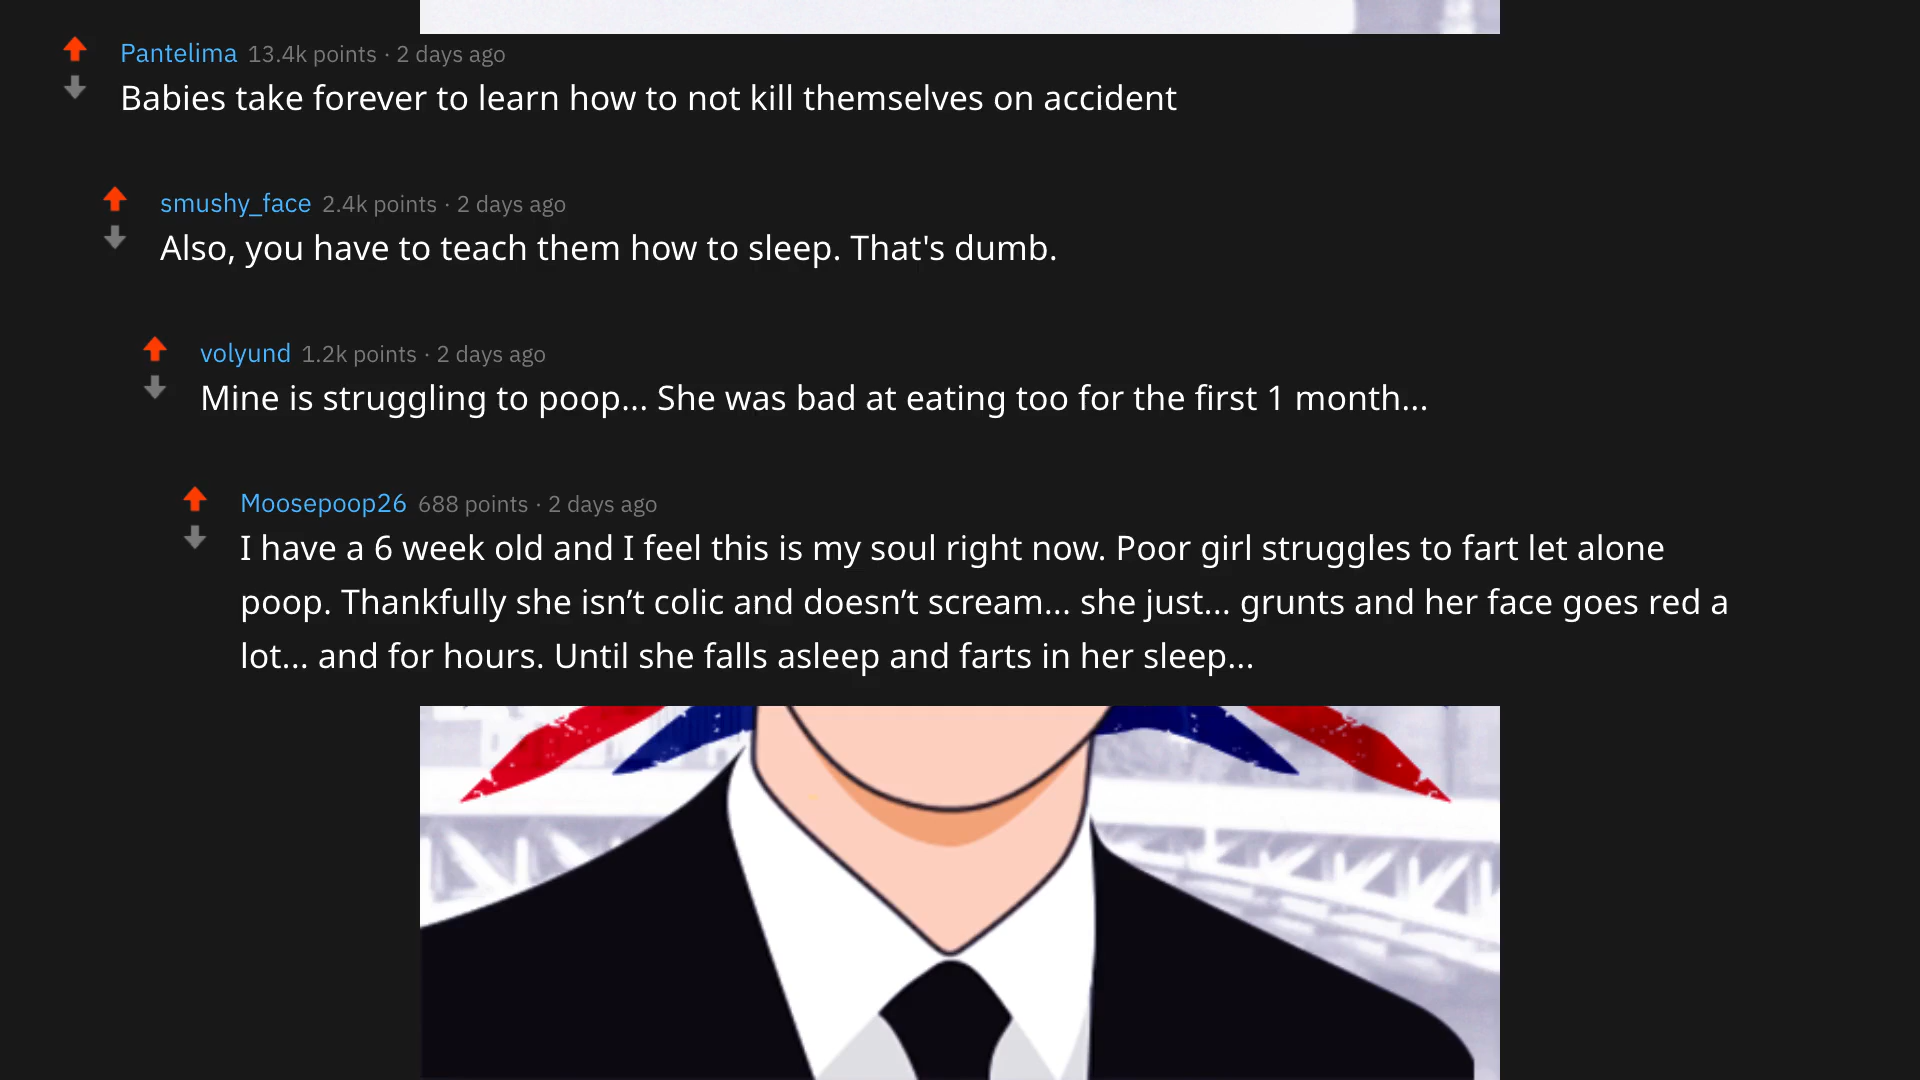 Pantelima 13.4k points · 2 days ago
Babies take forever to learn how to not kill themselves on accident
smushy_face 2.4k points · 2 days ago
Also, you have to teach them how to sleep. That's dumb.
volyund 1.2k points · 2 days ago
Mine is struggling to poop... She was bad at eating too for the first 1 month...
Moosepoop26 688 points · 2 days ago
I have a 6 week old and I feel this is my soul right now. Poor girl struggles to fart let alone
poop. Thankfully she isn’t colic and doesn’t scream... she just... grunts and her face goes red a
lot... and for hours. Until she falls asleep and farts in her sleep...